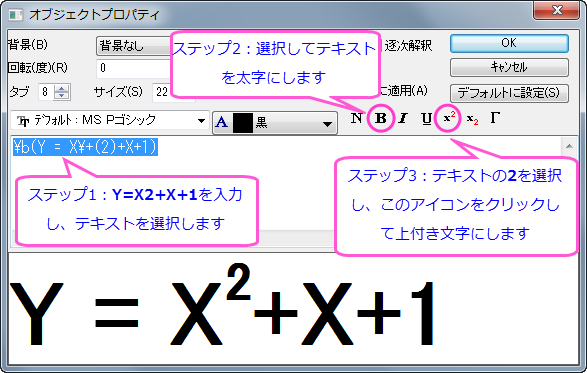 オブジェクトプロパティ
背景(B) 背景なし 逐次解釈 OK
回転(度)(R) 0 キャンセル
タブ 8 サイズ(S) 22 に適用(A) デフォルトに設定(S)
ステップ2：選択してテキスト
を太字にします
Tr デフォルト：MS Pゴシック A 黒 N B I U x² x₂ Γ
\b(Y = X\+(2)+X+1)
ステップ1：Y=X2+X+1を入力
し、テキストを選択します
ステップ3：テキストの2を選択
し、このアイコンをクリックし
て上付き文字にします
Y = X²+X+1